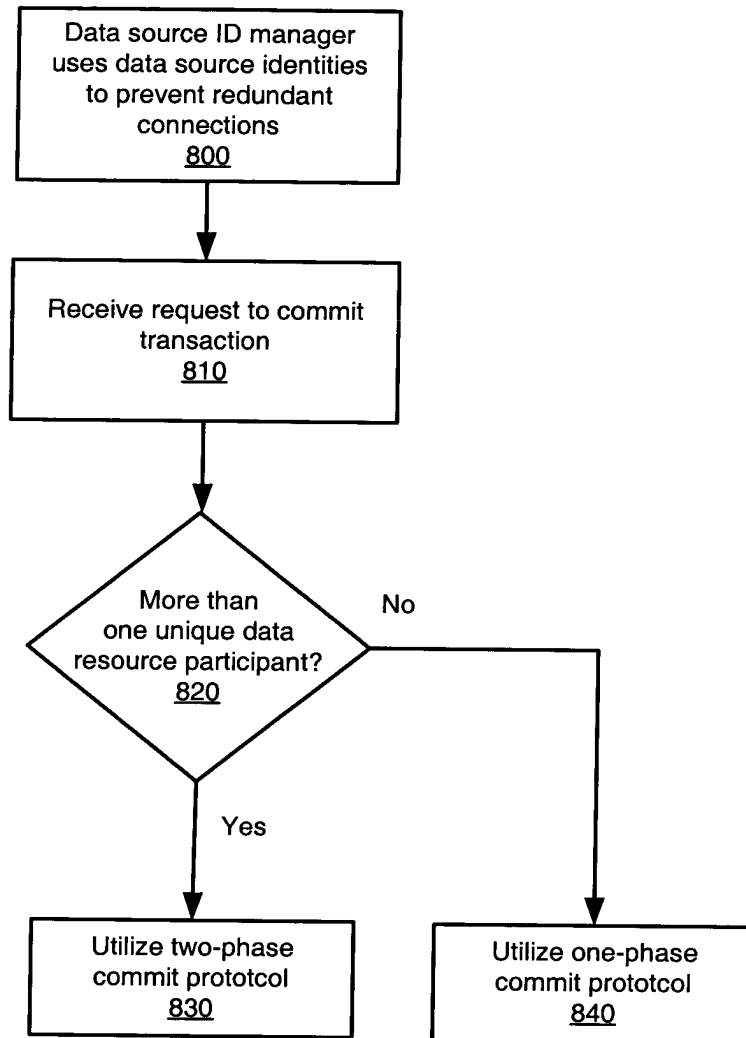 Data source ID manager
uses data source identities
to prevent redundant
connections
800
Receive request to commit
transaction
810
More than
one unique data
resource participant?
820
No
Yes
Utilize two-phase
commit prototcol
830
Utilize one-phase
commit prototcol
840